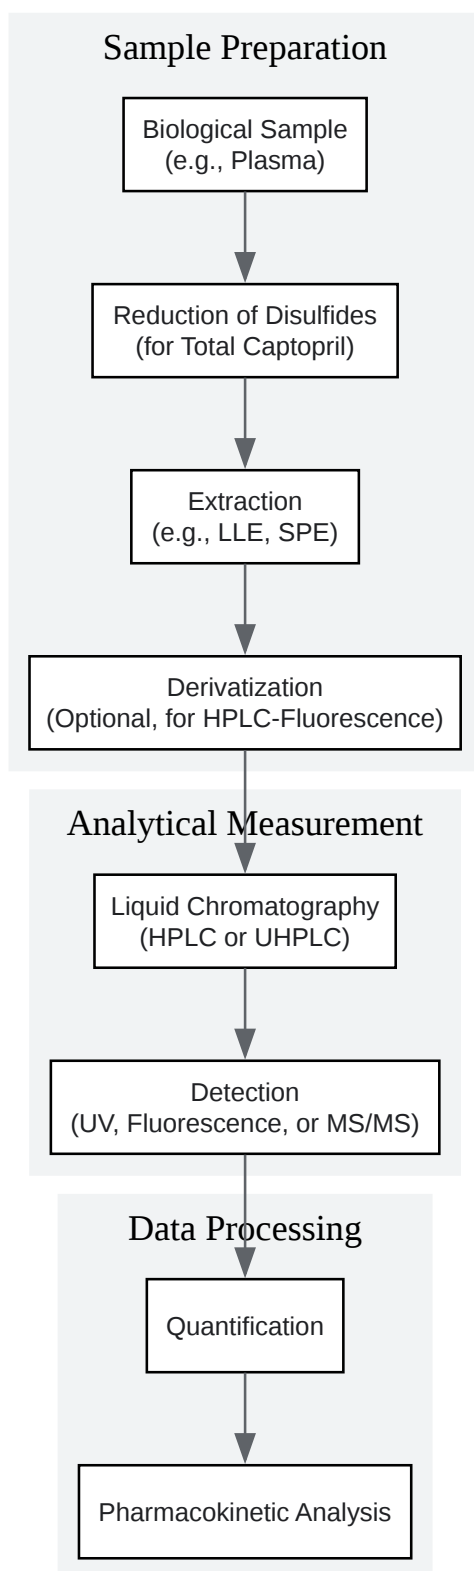 Sample Preparation
Biological Sample
(e.g., Plasma)
Reduction of Disulfides
(for Total Captopril)
Extraction
(e.g., LLE, SPE)
Derivatization
(Optional, for HPLC-Fluorescence)
Analytical Measurement
Liquid Chromatography
(HPLC or UHPLC)
Detection
(UV, Fluorescence, or MS/MS)
Data Processing
Quantification
Pharmacokinetic Analysis